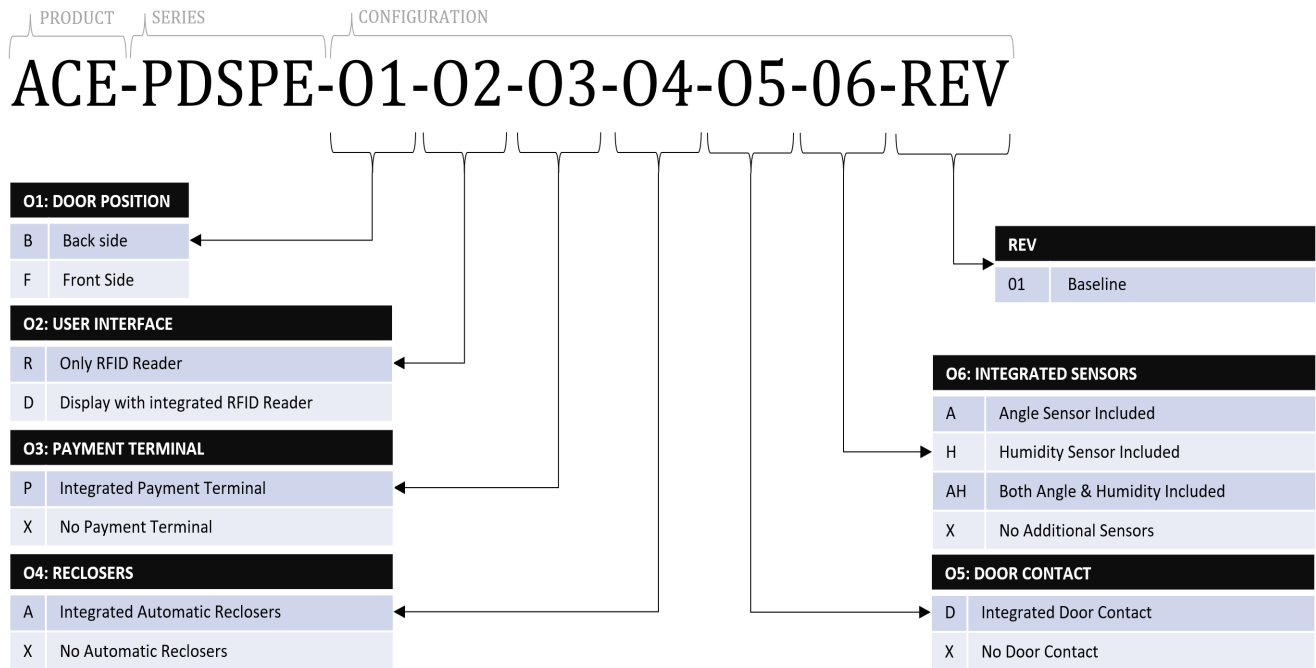 PRODUCT SERIES CONFIGURATION
ACE-PDSPE-O1-O2-O3-O4-O5-06-REV
O1: DOOR POSITION
B Back side
F Front Side
O2: USER INTERFACE
R Only RFID Reader
D Display with integrated RFID Reader
O3: PAYMENT TERMINAL
P Integrated Payment Terminal
X No Payment Terminal
O4: RECLOSERS
A Integrated Automatic Reclosers
X No Automatic Reclosers
REV
01 Baseline
O6: INTEGRATED SENSORS
A Angle Sensor Included
H Humidity Sensor Included
AH Both Angle & Humidity Included
X No Additional Sensors
O5: DOOR CONTACT
D Integrated Door Contact
X No Door Contact